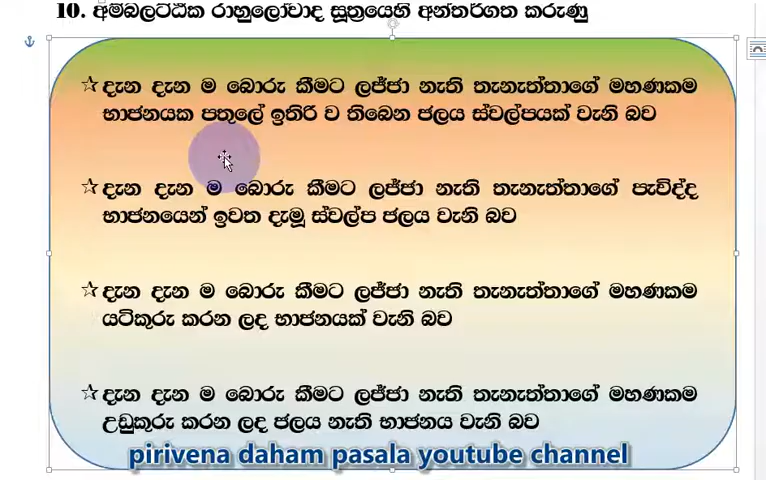 10. අම්බලට්ඨික රාහුලෝවාද සූත්‍රයෙහි අන්තර්ගත කරුණු
☆ දැන දැන ම බොරු කීමට ලජ්ජා නැති තැනැත්තාගේ මහණකම
භාජනයක පතුලේ ඉතිරි ව තිබෙන ජලය ස්වල්පයක් වැනි බව
☆ දැන දැන ම බොරු කීමට ලජ්ජා නැති තැනැත්තාගේ පැවිද්ද
භාජනයෙන් ඉවත දැමූ ස්වල්ප ජලය වැනි බව
☆ දැන දැන ම බොරු කීමට ලජ්ජා නැති තැනැත්තාගේ මහණකම
යටිකුරු කරන ලද භාජනයක් වැනි බව
☆ දැන දැන ම බොරු කීමට ලජ්ජා නැති තැනැත්තාගේ මහණකම
උඩුකුරු කරන ලද ජලය නැති භාජනය වැනි බව
pirivena daham pasala youtube channel